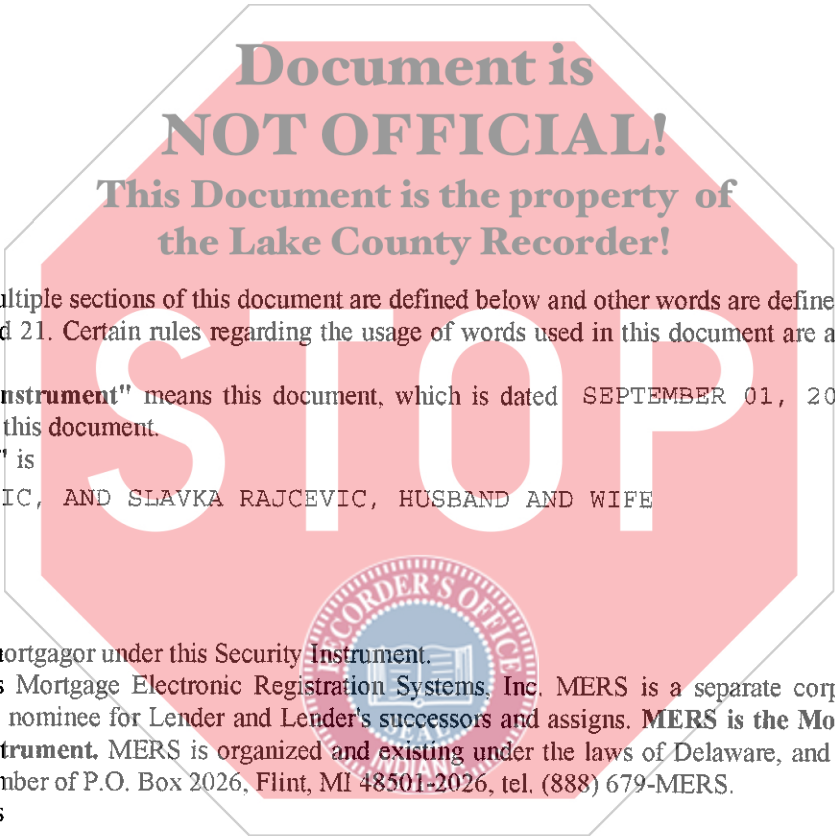 Document is
NOT OFFICIAL!
This Document is the property of
the Lake County Recorder!
ultiple sections of this document are defined below and other words are define
d 21. Certain rules regarding the usage of words used in this document are a
nstrument" means this document, which is dated SEPTEMBER 01, 20
this document.
" is
STOP
IC, AND SLAVKA RAJCEVIC, HUSBAND AND WIFE
RECORDER'S OFFICE
SEAL
INDIANA
ortgagor under this Security Instrument.
s Mortgage Electronic Registration Systems, Inc. MERS is a separate corp
nominee for Lender and Lender's successors and assigns. MERS is the Mo
trument. MERS is organized and existing under the laws of Delaware, and
nber of P.O. Box 2026, Flint, MI 48501-2026, tel. (888) 679-MERS.
s